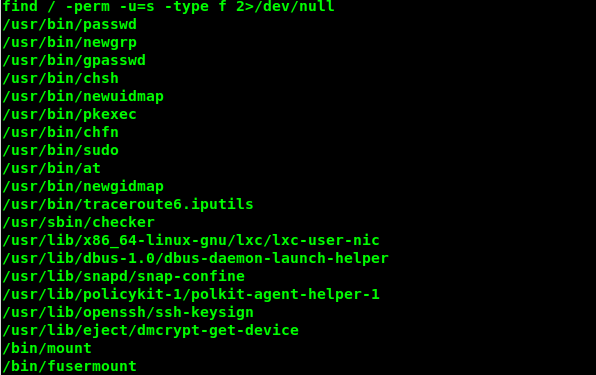 find / -perm -u=s -type f 2>/dev/null
/usr/bin/passwd
/usr/bin/newgrp
/usr/bin/gpasswd
/usr/bin/chsh
/usr/bin/newuidmap
/usr/bin/pkexec
/usr/bin/chfn
/usr/bin/sudo
/usr/bin/at
/usr/bin/newgidmap
/usr/bin/traceroute6.iputils
/usr/sbin/checker
/usr/lib/x86_64-linux-gnu/lxc/lxc-user-nic
/usr/lib/dbus-1.0/dbus-daemon-launch-helper
/usr/lib/snapd/snap-confine
/usr/lib/policykit-1/polkit-agent-helper-1
/usr/lib/openssh/ssh-keysign
/usr/lib/eject/dmcrypt-get-device
/bin/mount
/bin/fusermount